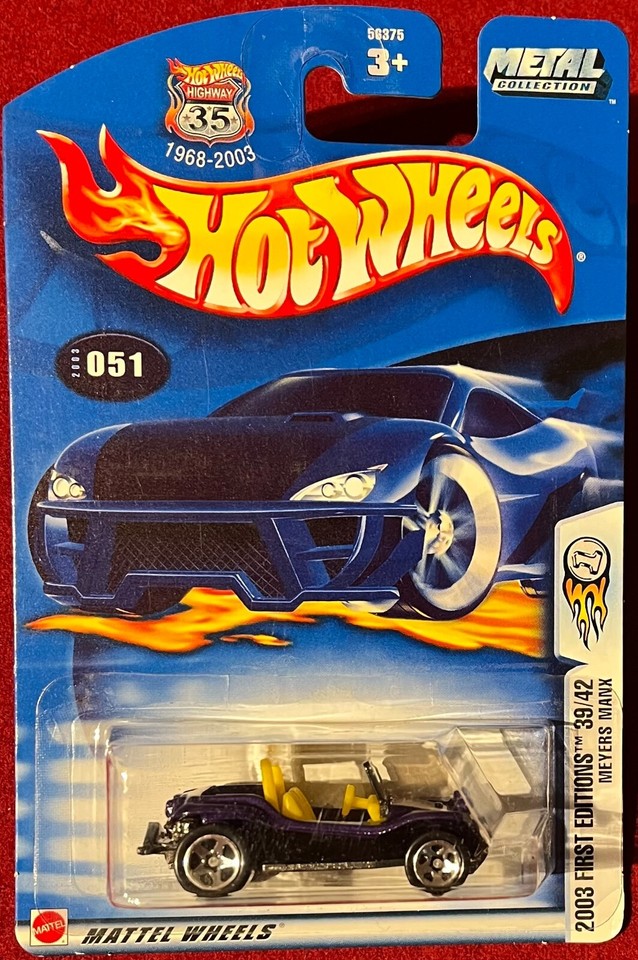 56375
3+
METAL
COLLECTION
™
Hot Wheels
HIGHWAY
35
1968-2003
Hot Wheels
®
2003
051
2003 FIRST EDITIONS™ 39/42
MEYERS MANX
MATTEL
MATTEL WHEELS®